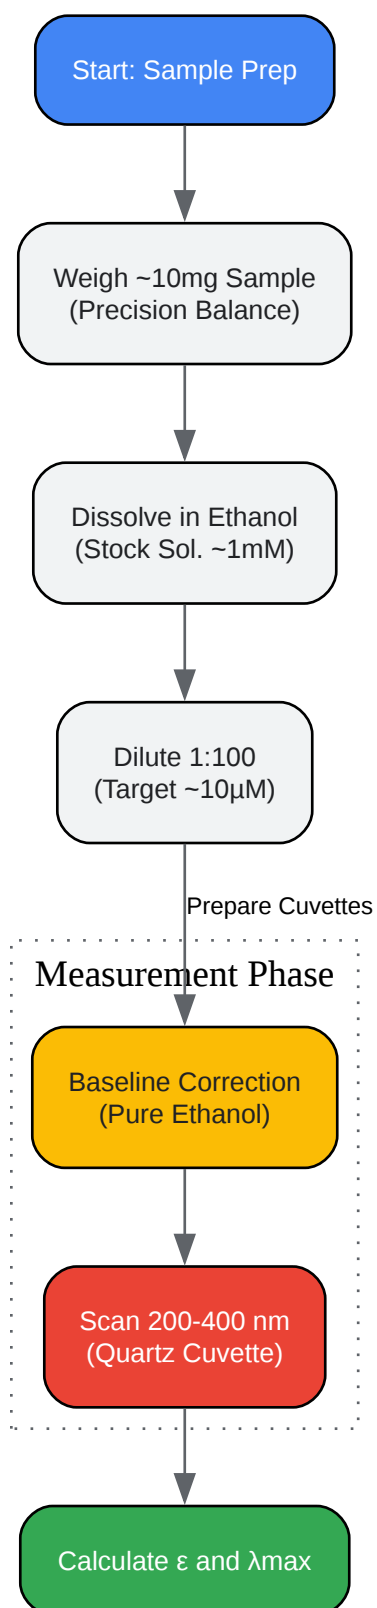 Start: Sample Prep
Weigh ~10mg Sample
(Precision Balance)
Dissolve in Ethanol
(Stock Sol. ~1mM)
Dilute 1:100
(Target ~10µM)
Prepare Cuvettes
Measurement Phase
Baseline Correction
(Pure Ethanol)
Scan 200-400 nm
(Quartz Cuvette)
Calculate ε and λmax